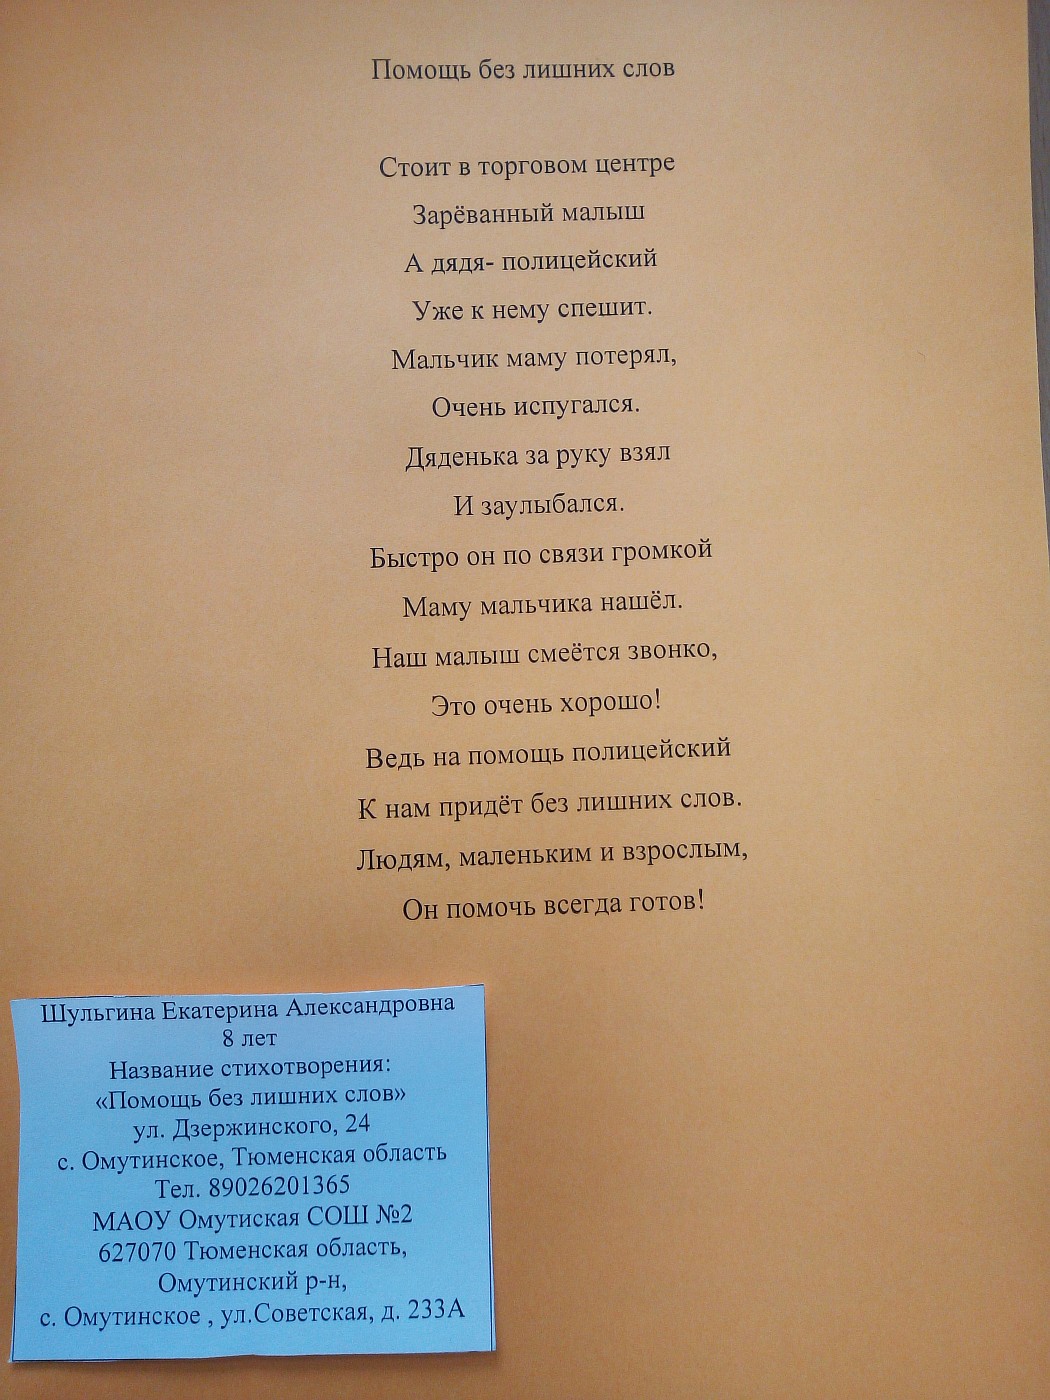 Помощь без лишних слов
Стоит в торговом центре
Зарёванный малыш
А дядя- полицейский
Уже к нему спешит.
Мальчик маму потерял,
Очень испугался.
Дяденька за руку взял
И заулыбался.
Быстро он по связи громкой
Маму мальчика нашёл.
Наш малыш смеётся звонко,
Это очень хорошо!
Ведь на помощь полицейский
К нам придёт без лишних слов.
Людям, маленьким и взрослым,
Он помочь всегда готов!
Шульгина Екатерина Александровна
8 лет
Название стихотворения:
«Помощь без лишних слов»
ул. Дзержинского, 24
с. Омутинское, Тюменская область
Тел. 89026201365
МАОУ Омутиская СОШ №2
627070 Тюменская область,
Омутинский р-н,
с. Омутинское , ул.Советская, д. 233А